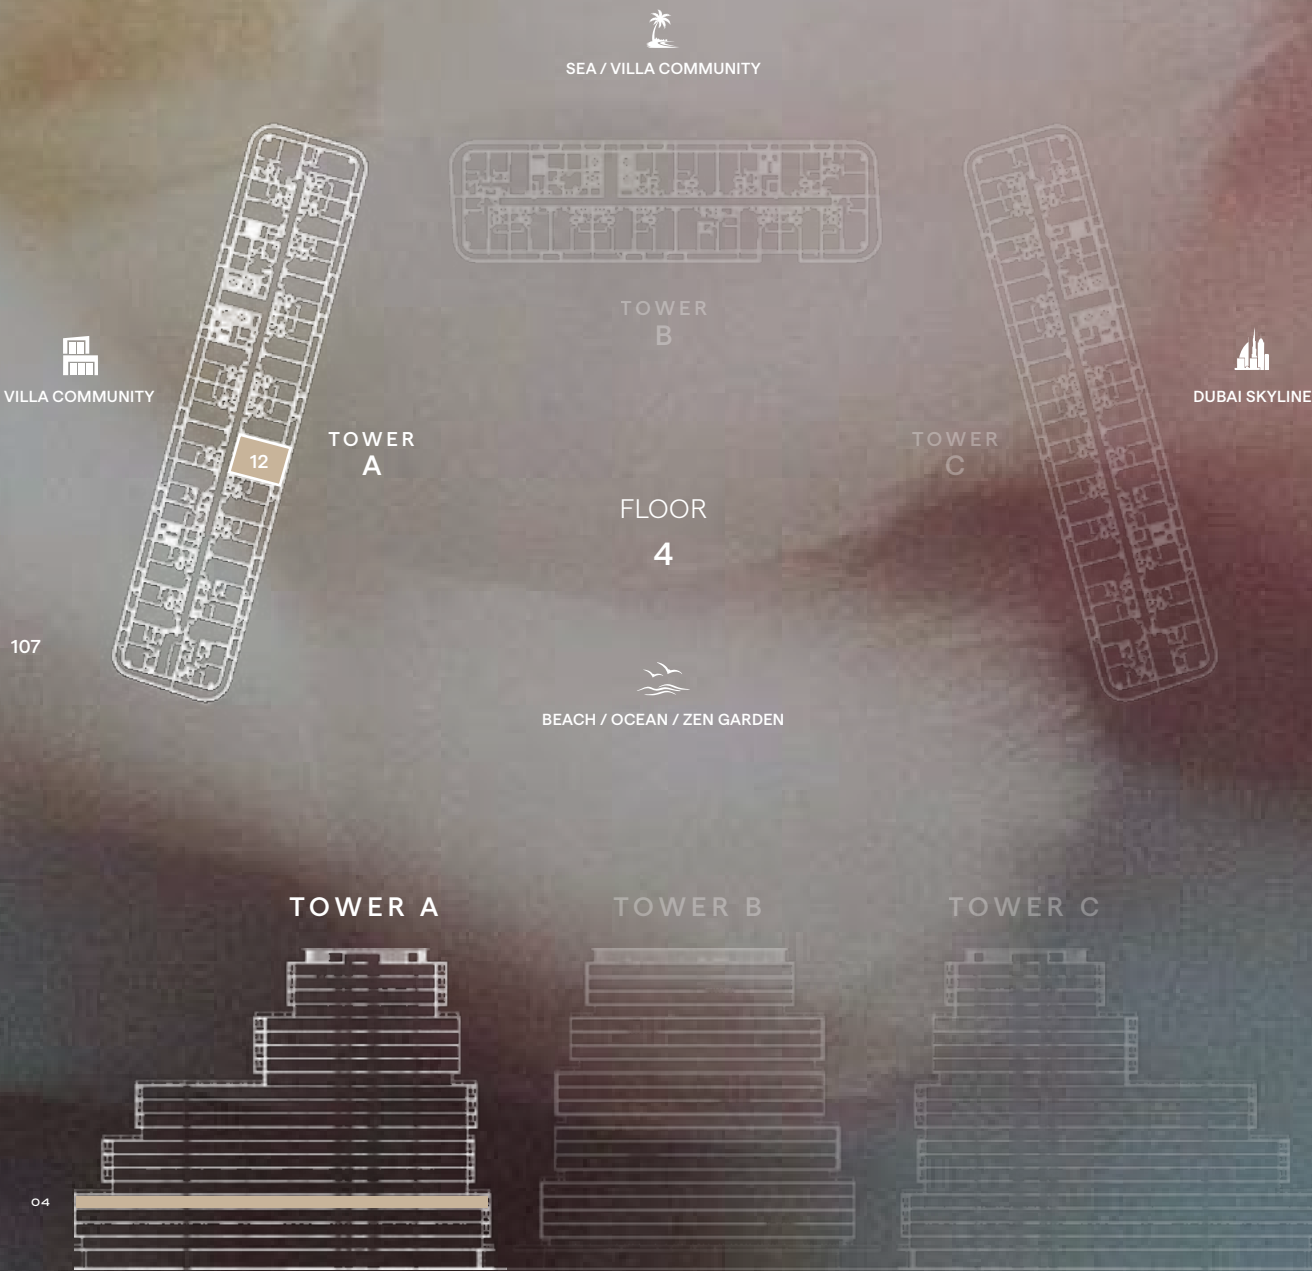 SEA / VILLA COMMUNITY
TOWER
B
VILLA COMMUNITY
DUBAI SKYLINE
TOWER
A
12
TOWER
C
FLOOR
4
107
BEACH / OCEAN / ZEN GARDEN
TOWER A
TOWER B
TOWER C
04